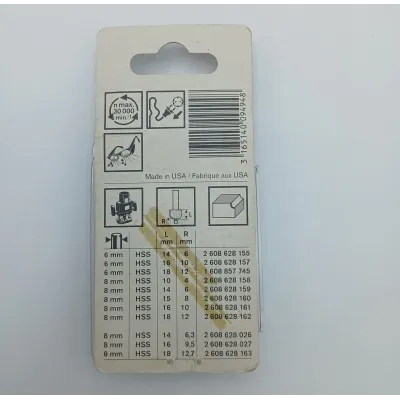 n max.
30 000
min.-1
3 165140 094948
Made in USA / Fabrique aux USA
R D L
L R
mm mm
6 mm HSS 14 6 2 608 628 155
6 mm HSS 16 10 2 608 628 157
6 mm HSS 18 12 1 608 857 745
8 mm HSS 10 4 2 608 628 158
8 mm HSS 14 6 2 608 628 159
8 mm HSS 15 8 2 608 628 160
8 mm HSS 16 10 2 608 628 161
8 mm HSS 18 12 2 608 628 162
6 mm HSS 14 6,3 2 608 628 026
8 mm HSS 16 9,5 2 608 628 027
8 mm HSS 18 12,7 2 608 628 163